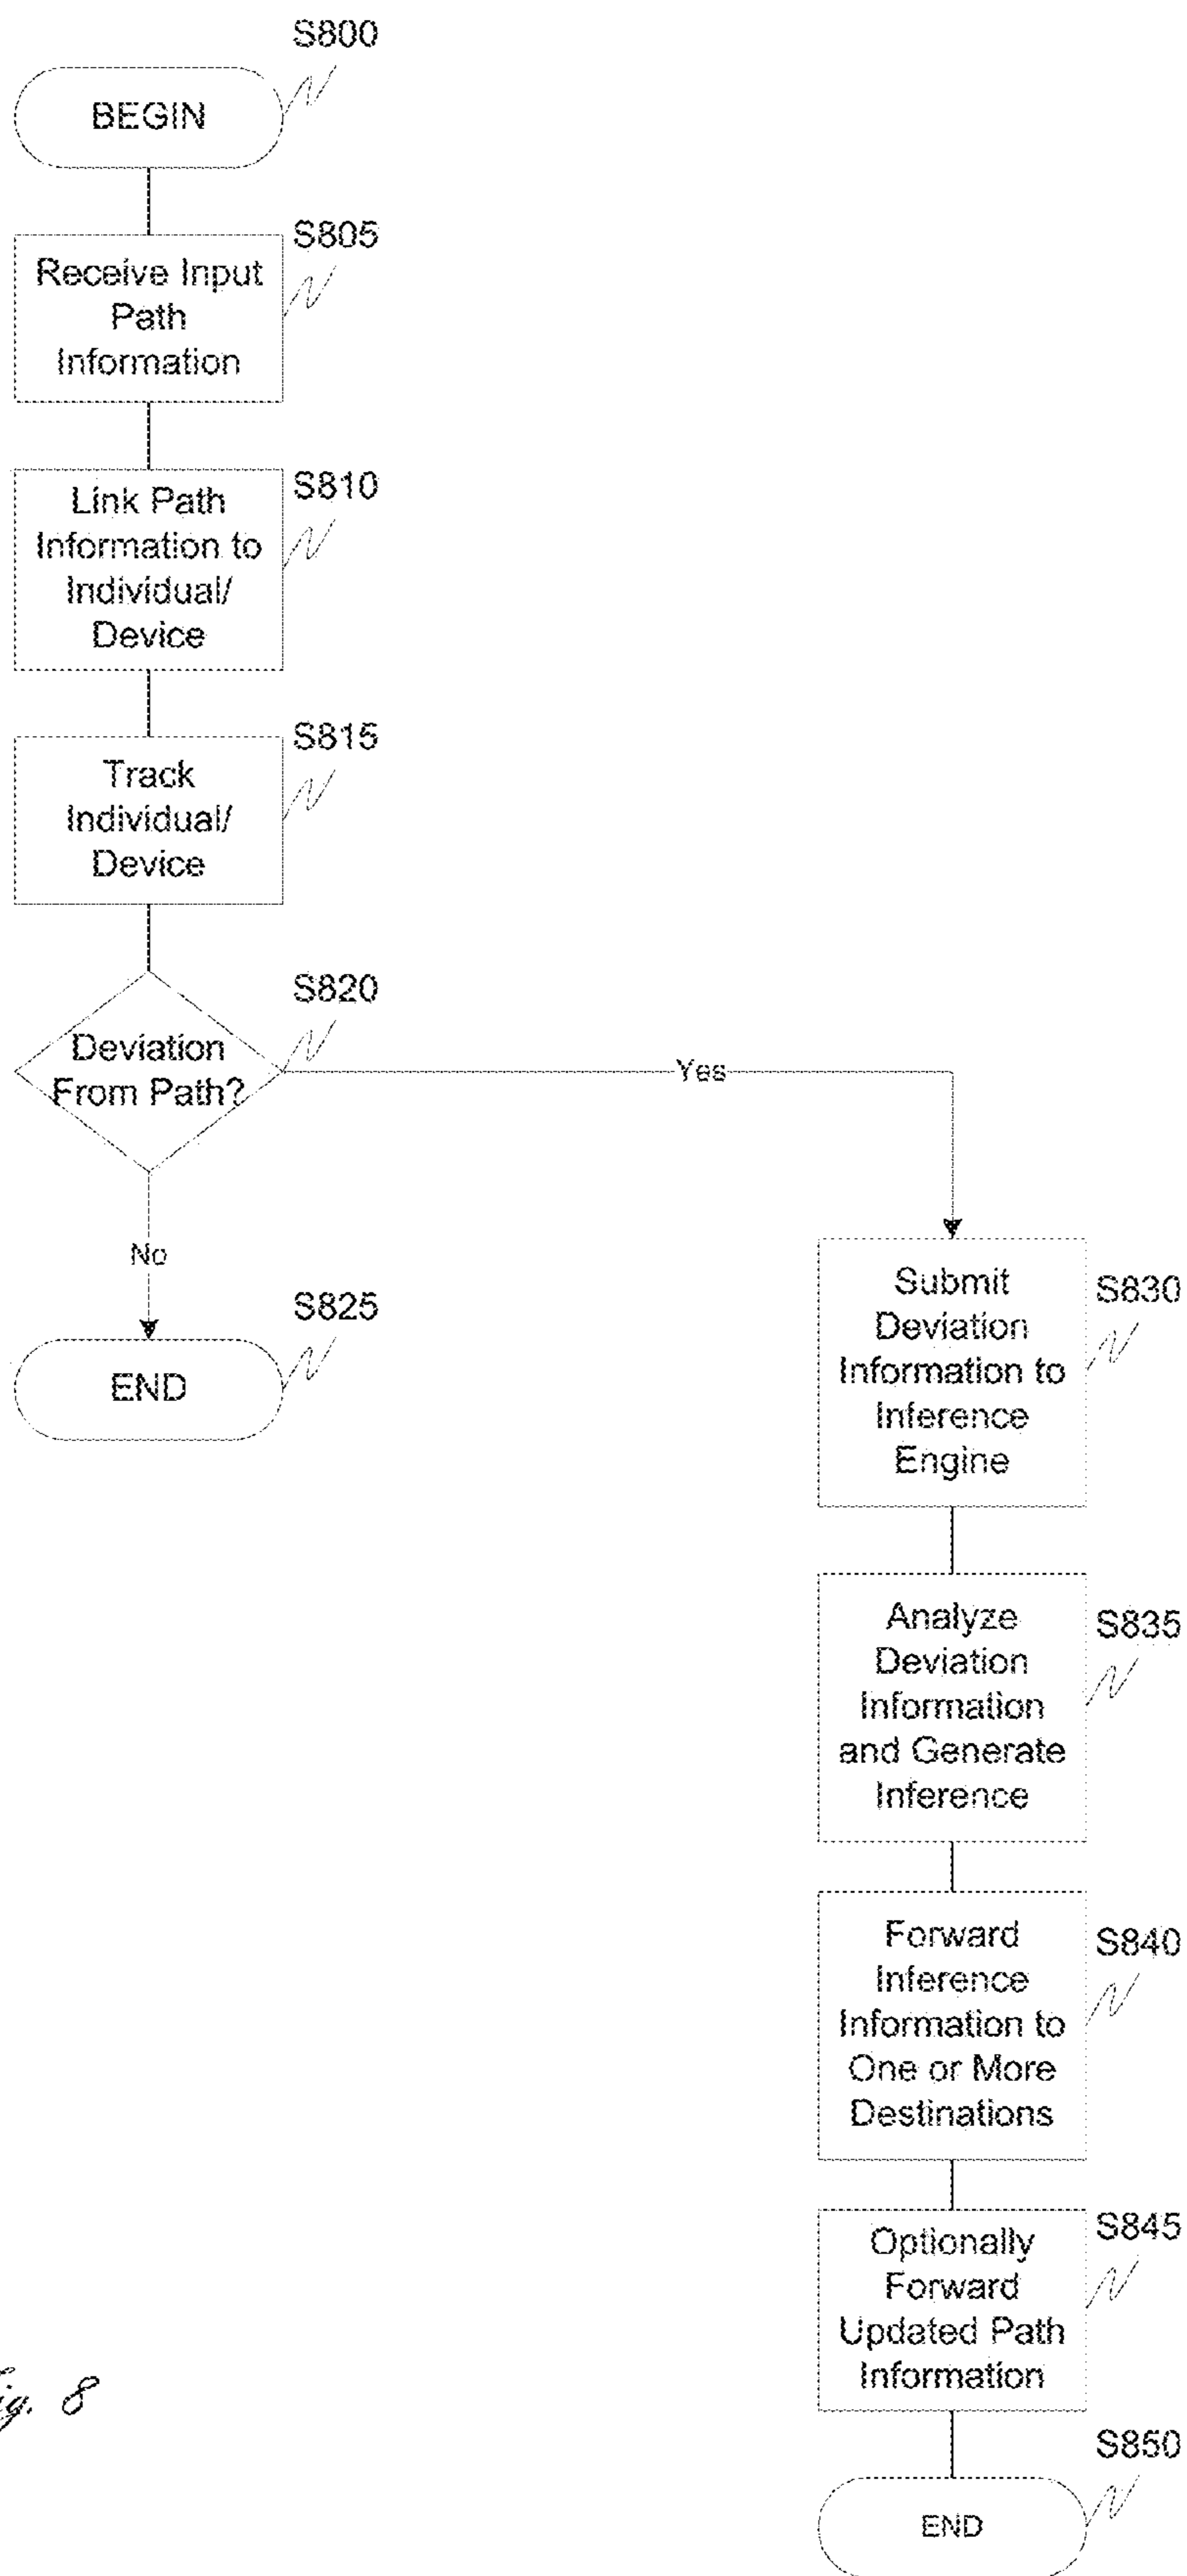 S800
BEGIN
S805
Receive Input
Path
Information
S810
Link Path
Information to
Individual/
Device
S815
Track
Individual/
Device
S820
Deviation
From Path?
Yes
No
S825
END
S830
Submit
Deviation
Information to
Inference
Engine
S835
Analyze
Deviation
Information
and Generate
Inference
S840
Forward
Inference
Information to
One or More
Destinations
S845
Optionally
Forward
Updated Path
Information
S850
END
Fig. 8